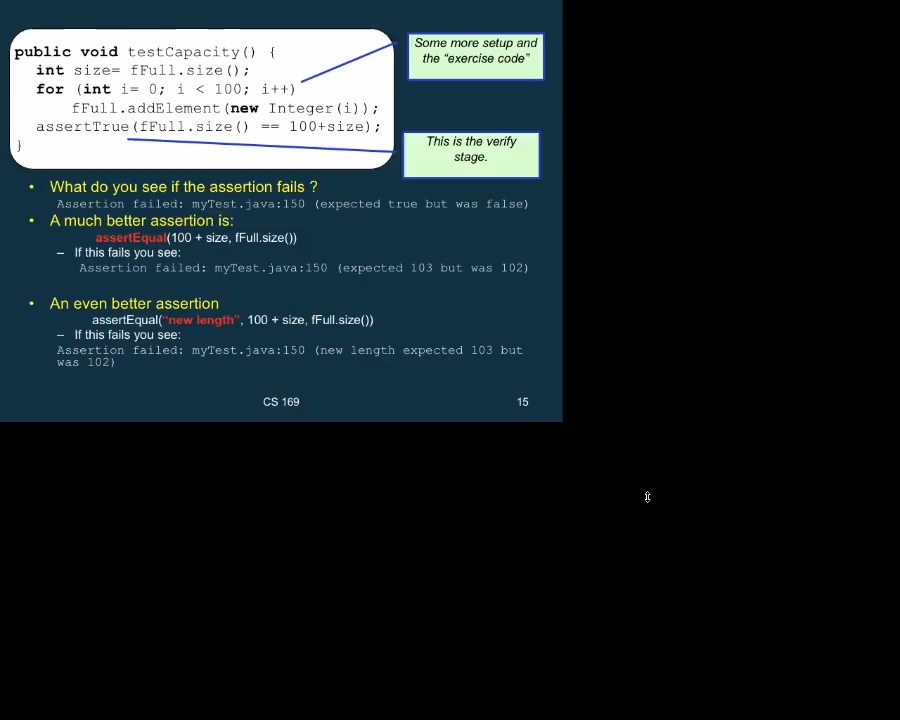 public void testCapacity() {
int size= fFull.size();
for (int i= 0; i < 100; i++)
fFull.addElement(new Integer(i));
assertTrue(fFull.size() == 100+size);
}
Some more setup and
the “exercise code”
This is the verify
stage.
• What do you see if the assertion fails ?
Assertion failed: myTest.java:150 (expected true but was false)
• A much better assertion is:
assertEqual(100 + size, fFull.size())
– If this fails you see:
Assertion failed: myTest.java:150 (expected 103 but was 102)
• An even better assertion
assertEqual(“new length”, 100 + size, fFull.size())
– If this fails you see:
Assertion failed: myTest.java:150 (new length expected 103 but
was 102)
CS 169
15